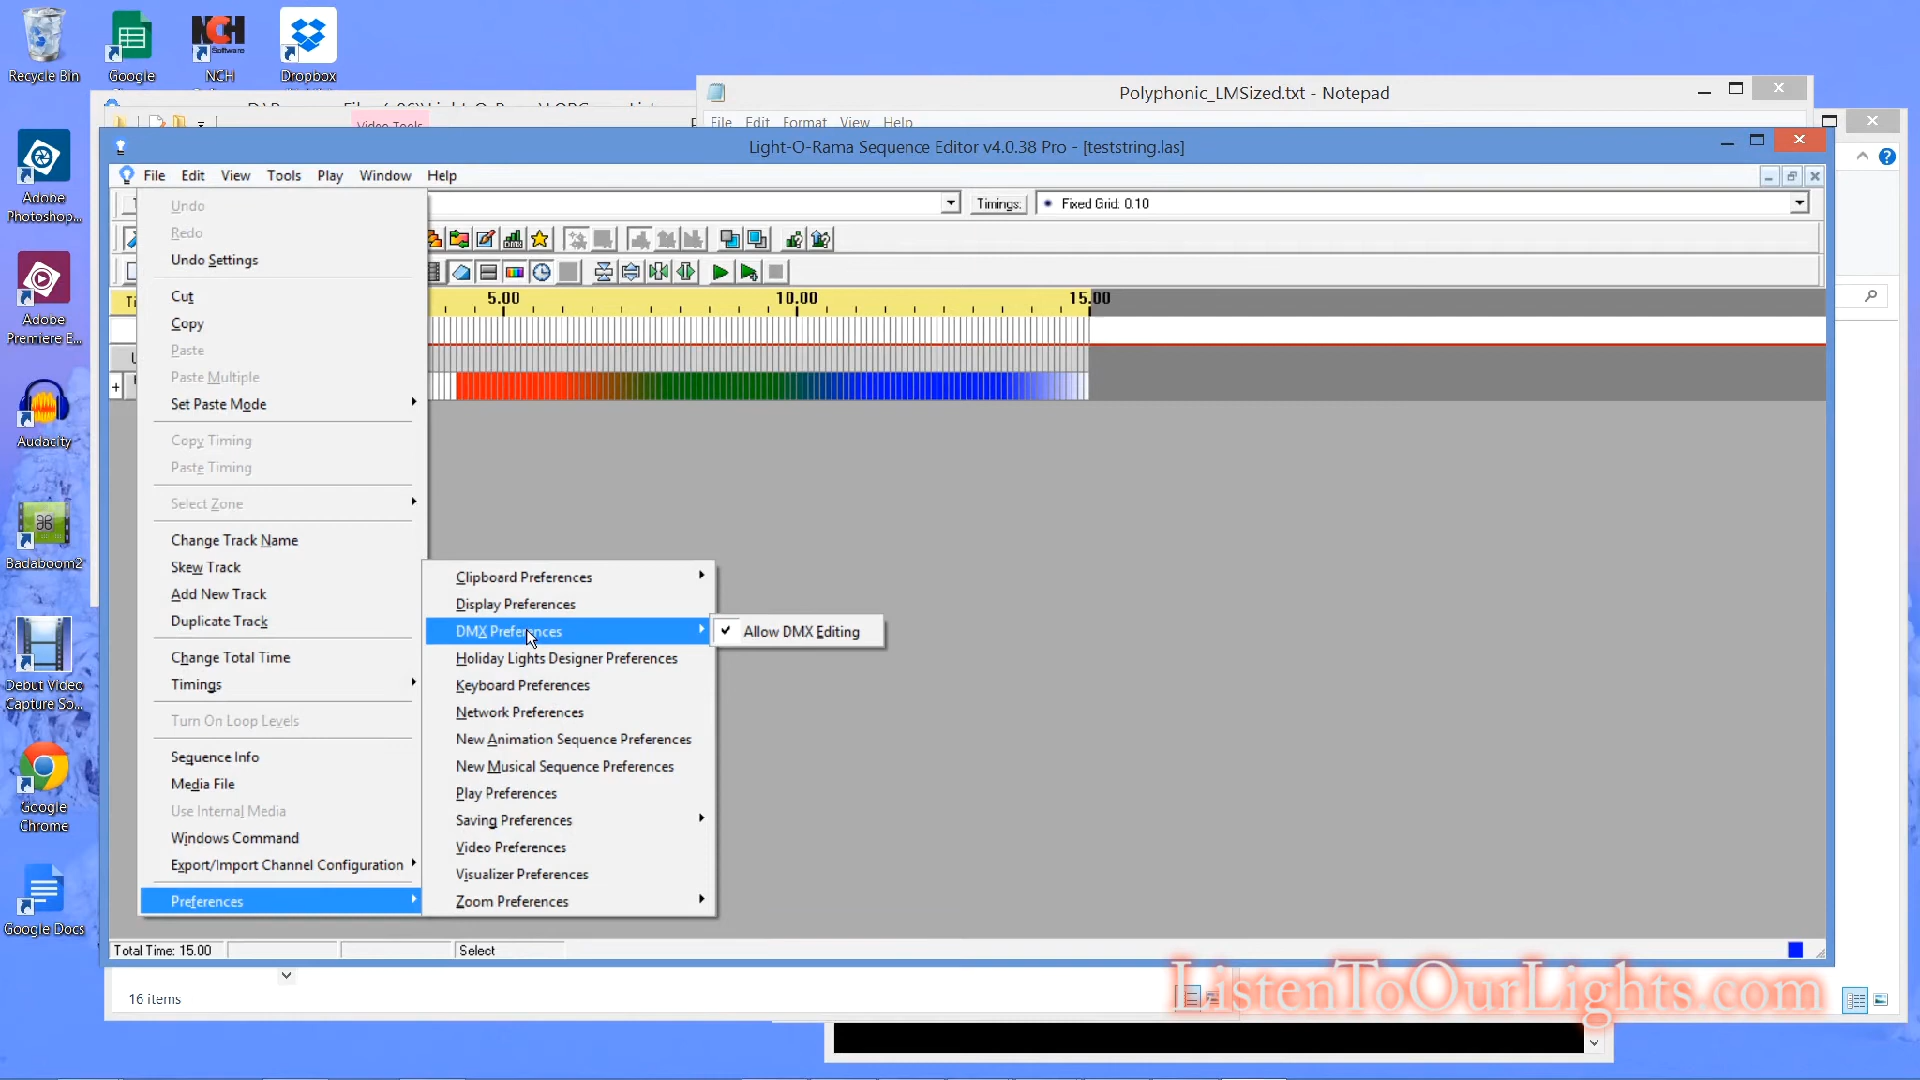 Recycle Bin
Google
NCH
Software
NCH
Dropbox
Adobe
Photoshop...
Adobe
Premiere E...
Audacity
Badaboom2
Debut Video
Capture So...
Google
Chrome
Google Docs
Video Tools
Polyphonic_LMSized.txt - Notepad
File Edit Format View Help
Light-O-Rama Sequence Editor v4.0.38 Pro - [teststring.las]
File Edit View Tools Play Window Help
Timings: Fixed Grid: 0.10
5.00 10.00 15.00
Undo
Redo
Undo Settings
Cut
Copy
Paste
Paste Multiple
Set Paste Mode
Copy Timing
Paste Timing
Select Zone
Change Track Name
Skew Track
Add New Track
Duplicate Track
Change Total Time
Timings
Turn On Loop Levels
Sequence Info
Media File
Use Internal Media
Windows Command
Export/Import Channel Configuration
Preferences
Clipboard Preferences
Display Preferences
DMX Preferences
Holiday Lights Designer Preferences
Keyboard Preferences
Network Preferences
New Animation Sequence Preferences
New Musical Sequence Preferences
Play Preferences
Saving Preferences
Video Preferences
Visualizer Preferences
Zoom Preferences
Allow DMX Editing
Total Time: 15.00 Select
16 items
ListenToOurLights.com